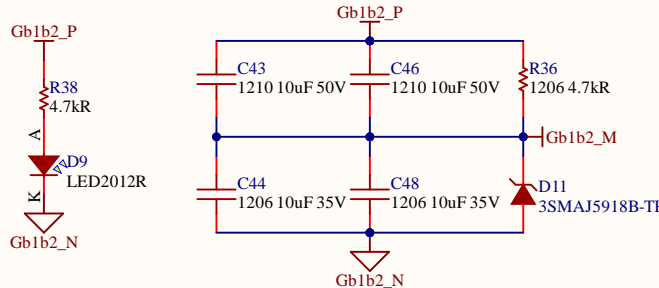 Gb1b2_P
R38
4.7kR
A
D9
LED2012R
K
Gb1b2_N
Gb1b2_P
C43
1210 10uF 50V
C46
1210 10uF 50V
R36
1206 4.7kR
Gb1b2_M
C44
1206 10uF 35V
C48
1206 10uF 35V
D11
3SMAJ5918B-TP
Gb1b2_N